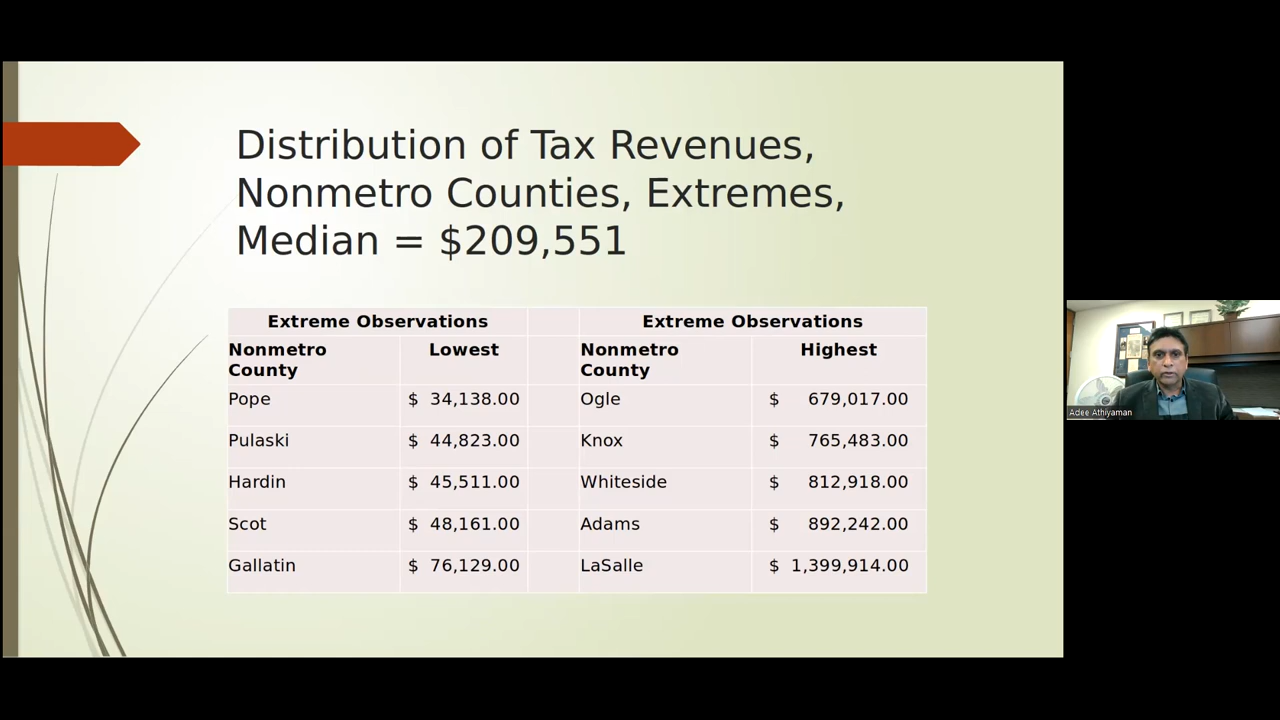 Distribution of Tax Revenues,
Nonmetro Counties, Extremes,
Median = $209,551
Extreme Observations Extreme Observations
Nonmetro County Lowest Nonmetro County Highest
Pope $ 34,138.00 Ogle $ 679,017.00
Pulaski $ 44,823.00 Knox $ 765,483.00
Hardin $ 45,511.00 Whiteside $ 812,918.00
Scot $ 48,161.00 Adams $ 892,242.00
Gallatin $ 76,129.00 LaSalle $ 1,399,914.00
Adee Athiyaman